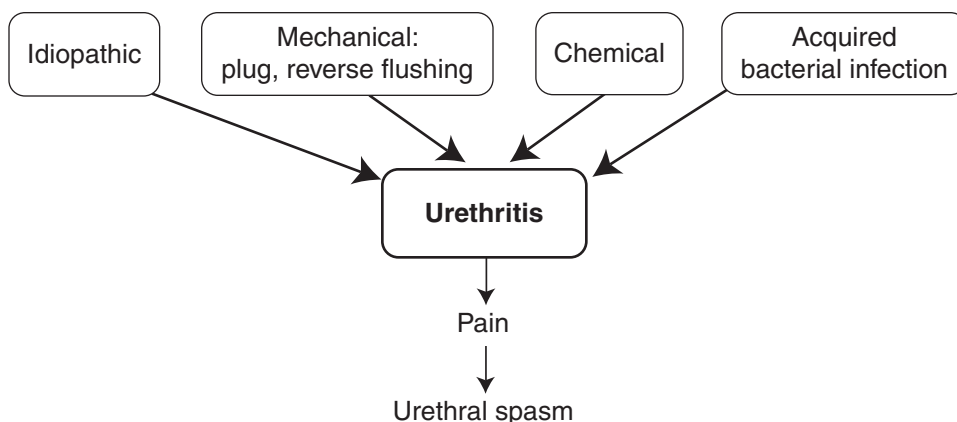 Idiopathic
Mechanical:
plug, reverse flushing
Chemical
Acquired
bacterial infection
Urethritis
Pain
Urethral spasm